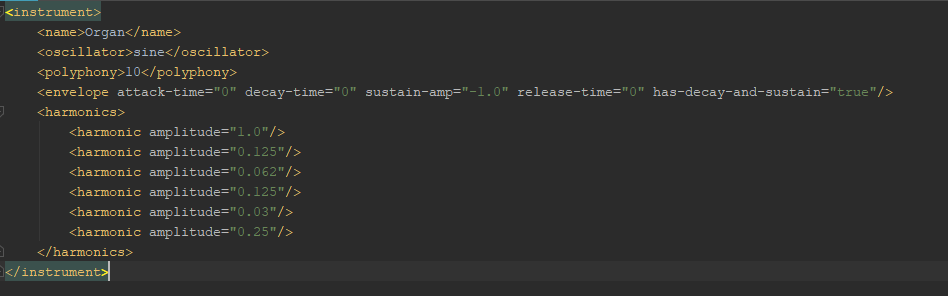 <instrument>
<name>Organ</name>
<oscillator>sine</oscillator>
<polyphony>10</polyphony>
<envelope attack-time="0" decay-time="0" sustain-amp="-1.0" release-time="0" has-decay-and-sustain="true"/>
<harmonics>
<harmonic amplitude="1.0"/>
<harmonic amplitude="0.125"/>
<harmonic amplitude="0.062"/>
<harmonic amplitude="0.125"/>
<harmonic amplitude="0.03"/>
<harmonic amplitude="0.25"/>
</harmonics>
</instrument>